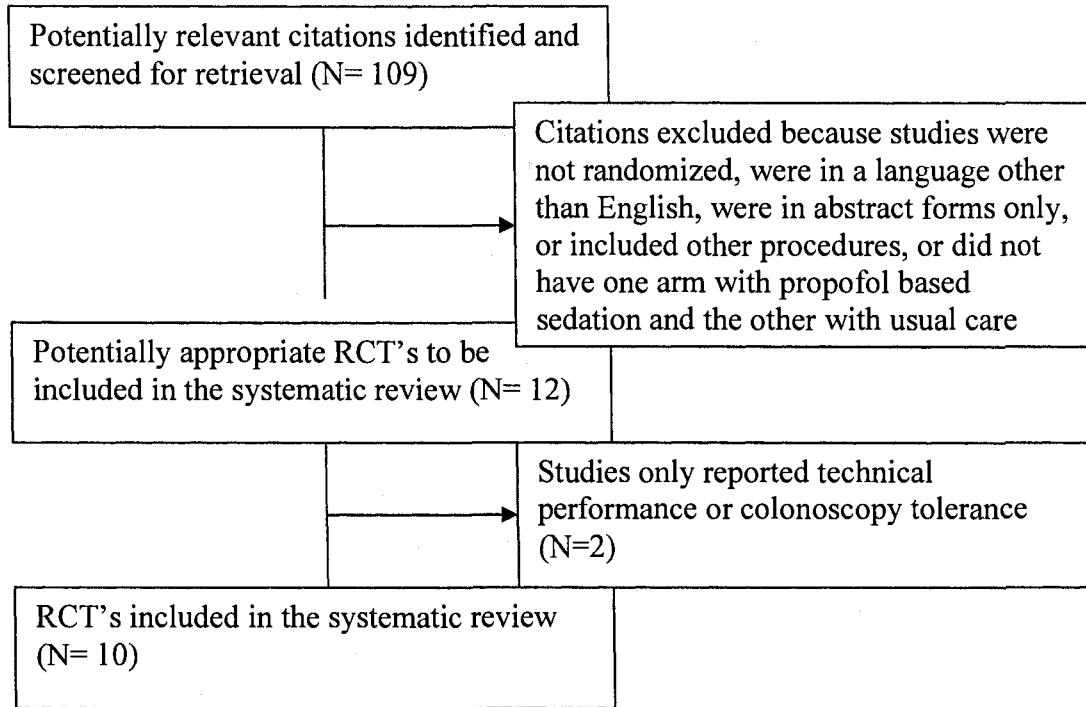 Potentially relevant citations identified and
screened for retrieval (N= 109)
Citations excluded because studies were
not randomized, were in a language other
than English, were in abstract forms only,
or included other procedures, or did not
have one arm with propofol based
sedation and the other with usual care
Potentially appropriate RCT's to be
included in the systematic review (N= 12)
Studies only reported technical
performance or colonoscopy tolerance
(N=2)
RCT's included in the systematic review
(N= 10)